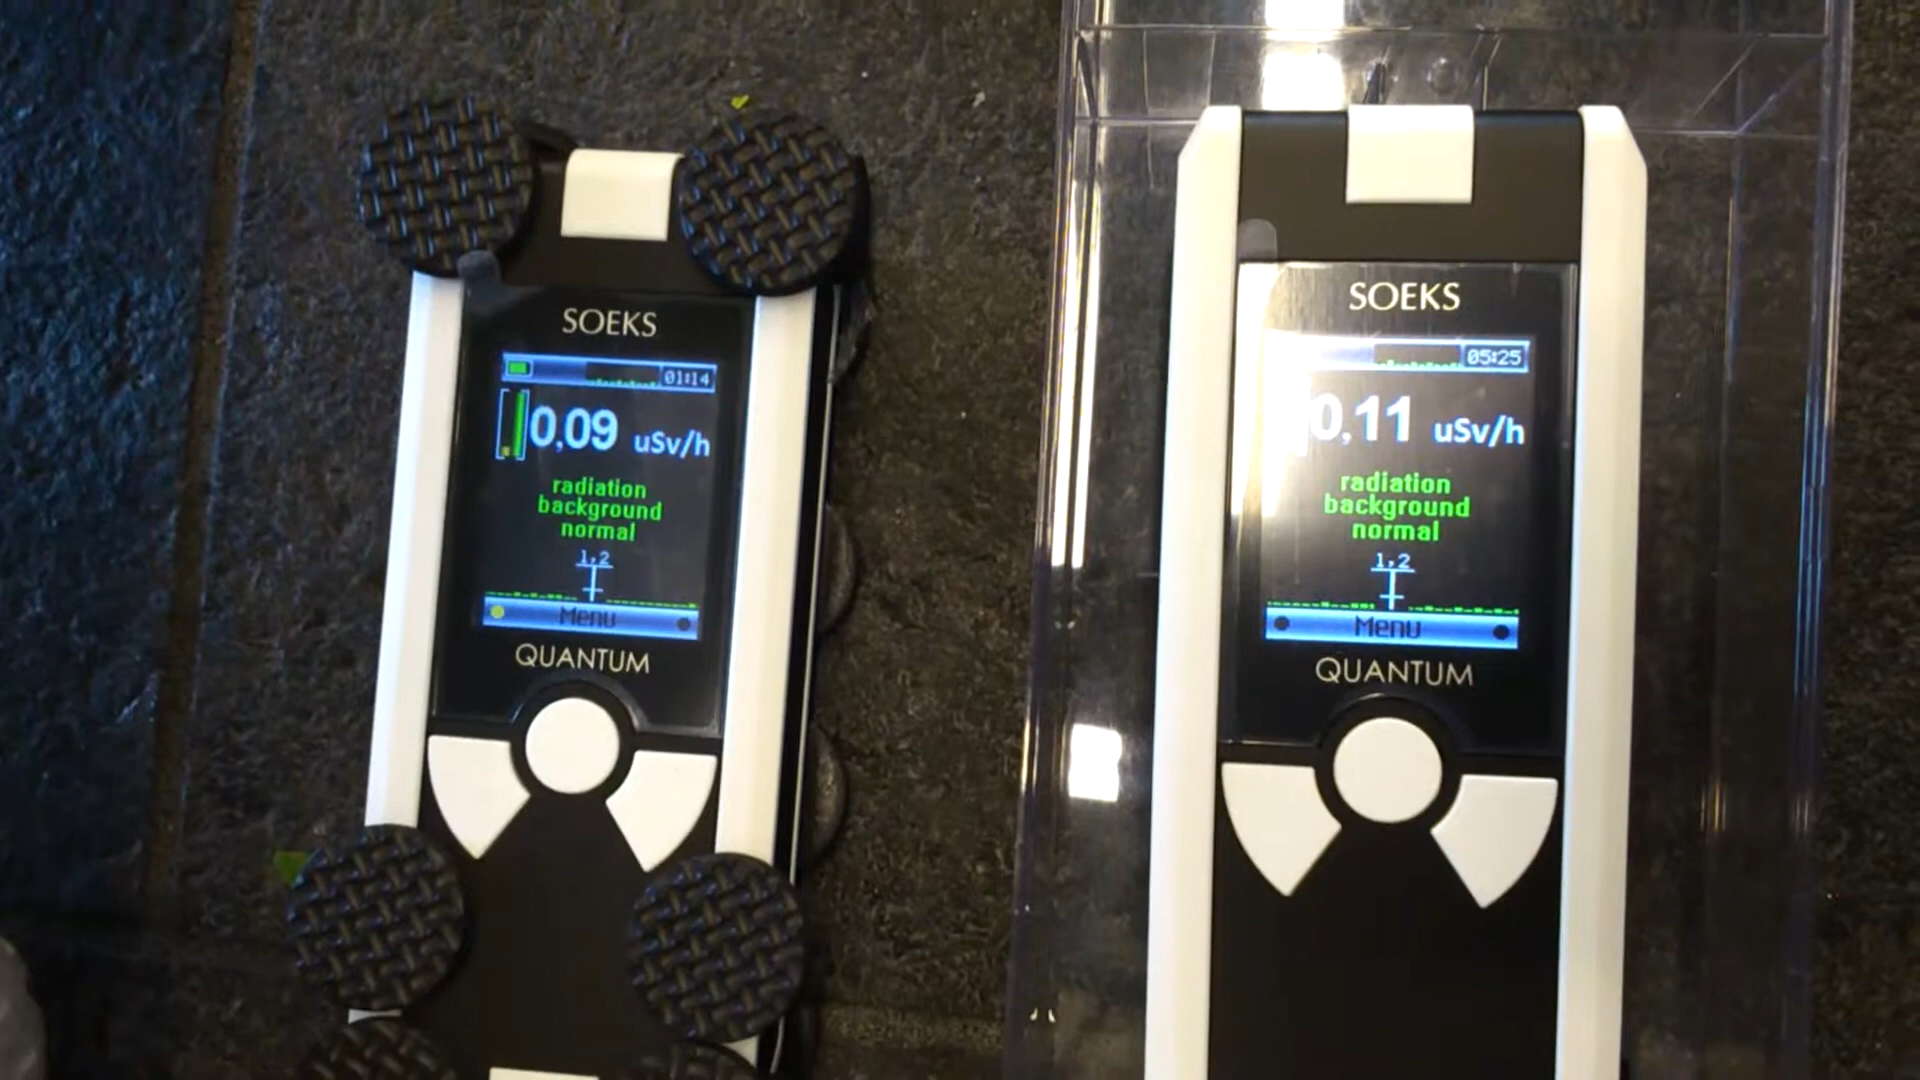 SOEKS
01:14
0,09 uSv/h
radiation
background
normal
1,2
Menu
QUANTUM
SOEKS
05:25
0,11 uSv/h
radiation
background
normal
1,2
Menu
QUANTUM